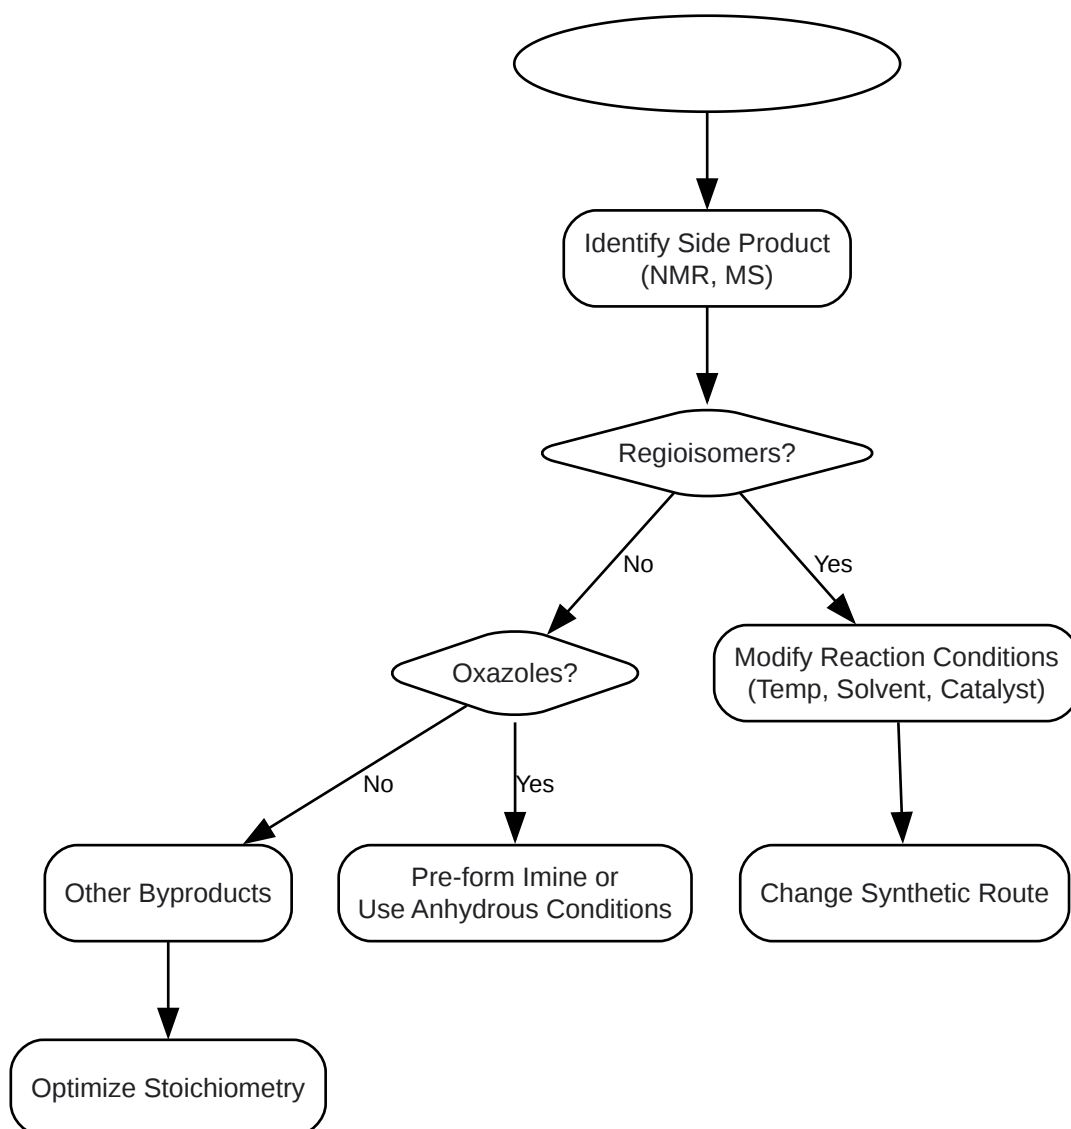 Identify Side Product
(NMR, MS)
Regioisomers?
No
Yes
Oxazoles?
Modify Reaction Conditions
(Temp, Solvent, Catalyst)
No
Yes
Other Byproducts
Pre-form Imine or
Use Anhydrous Conditions
Change Synthetic Route
Optimize Stoichiometry